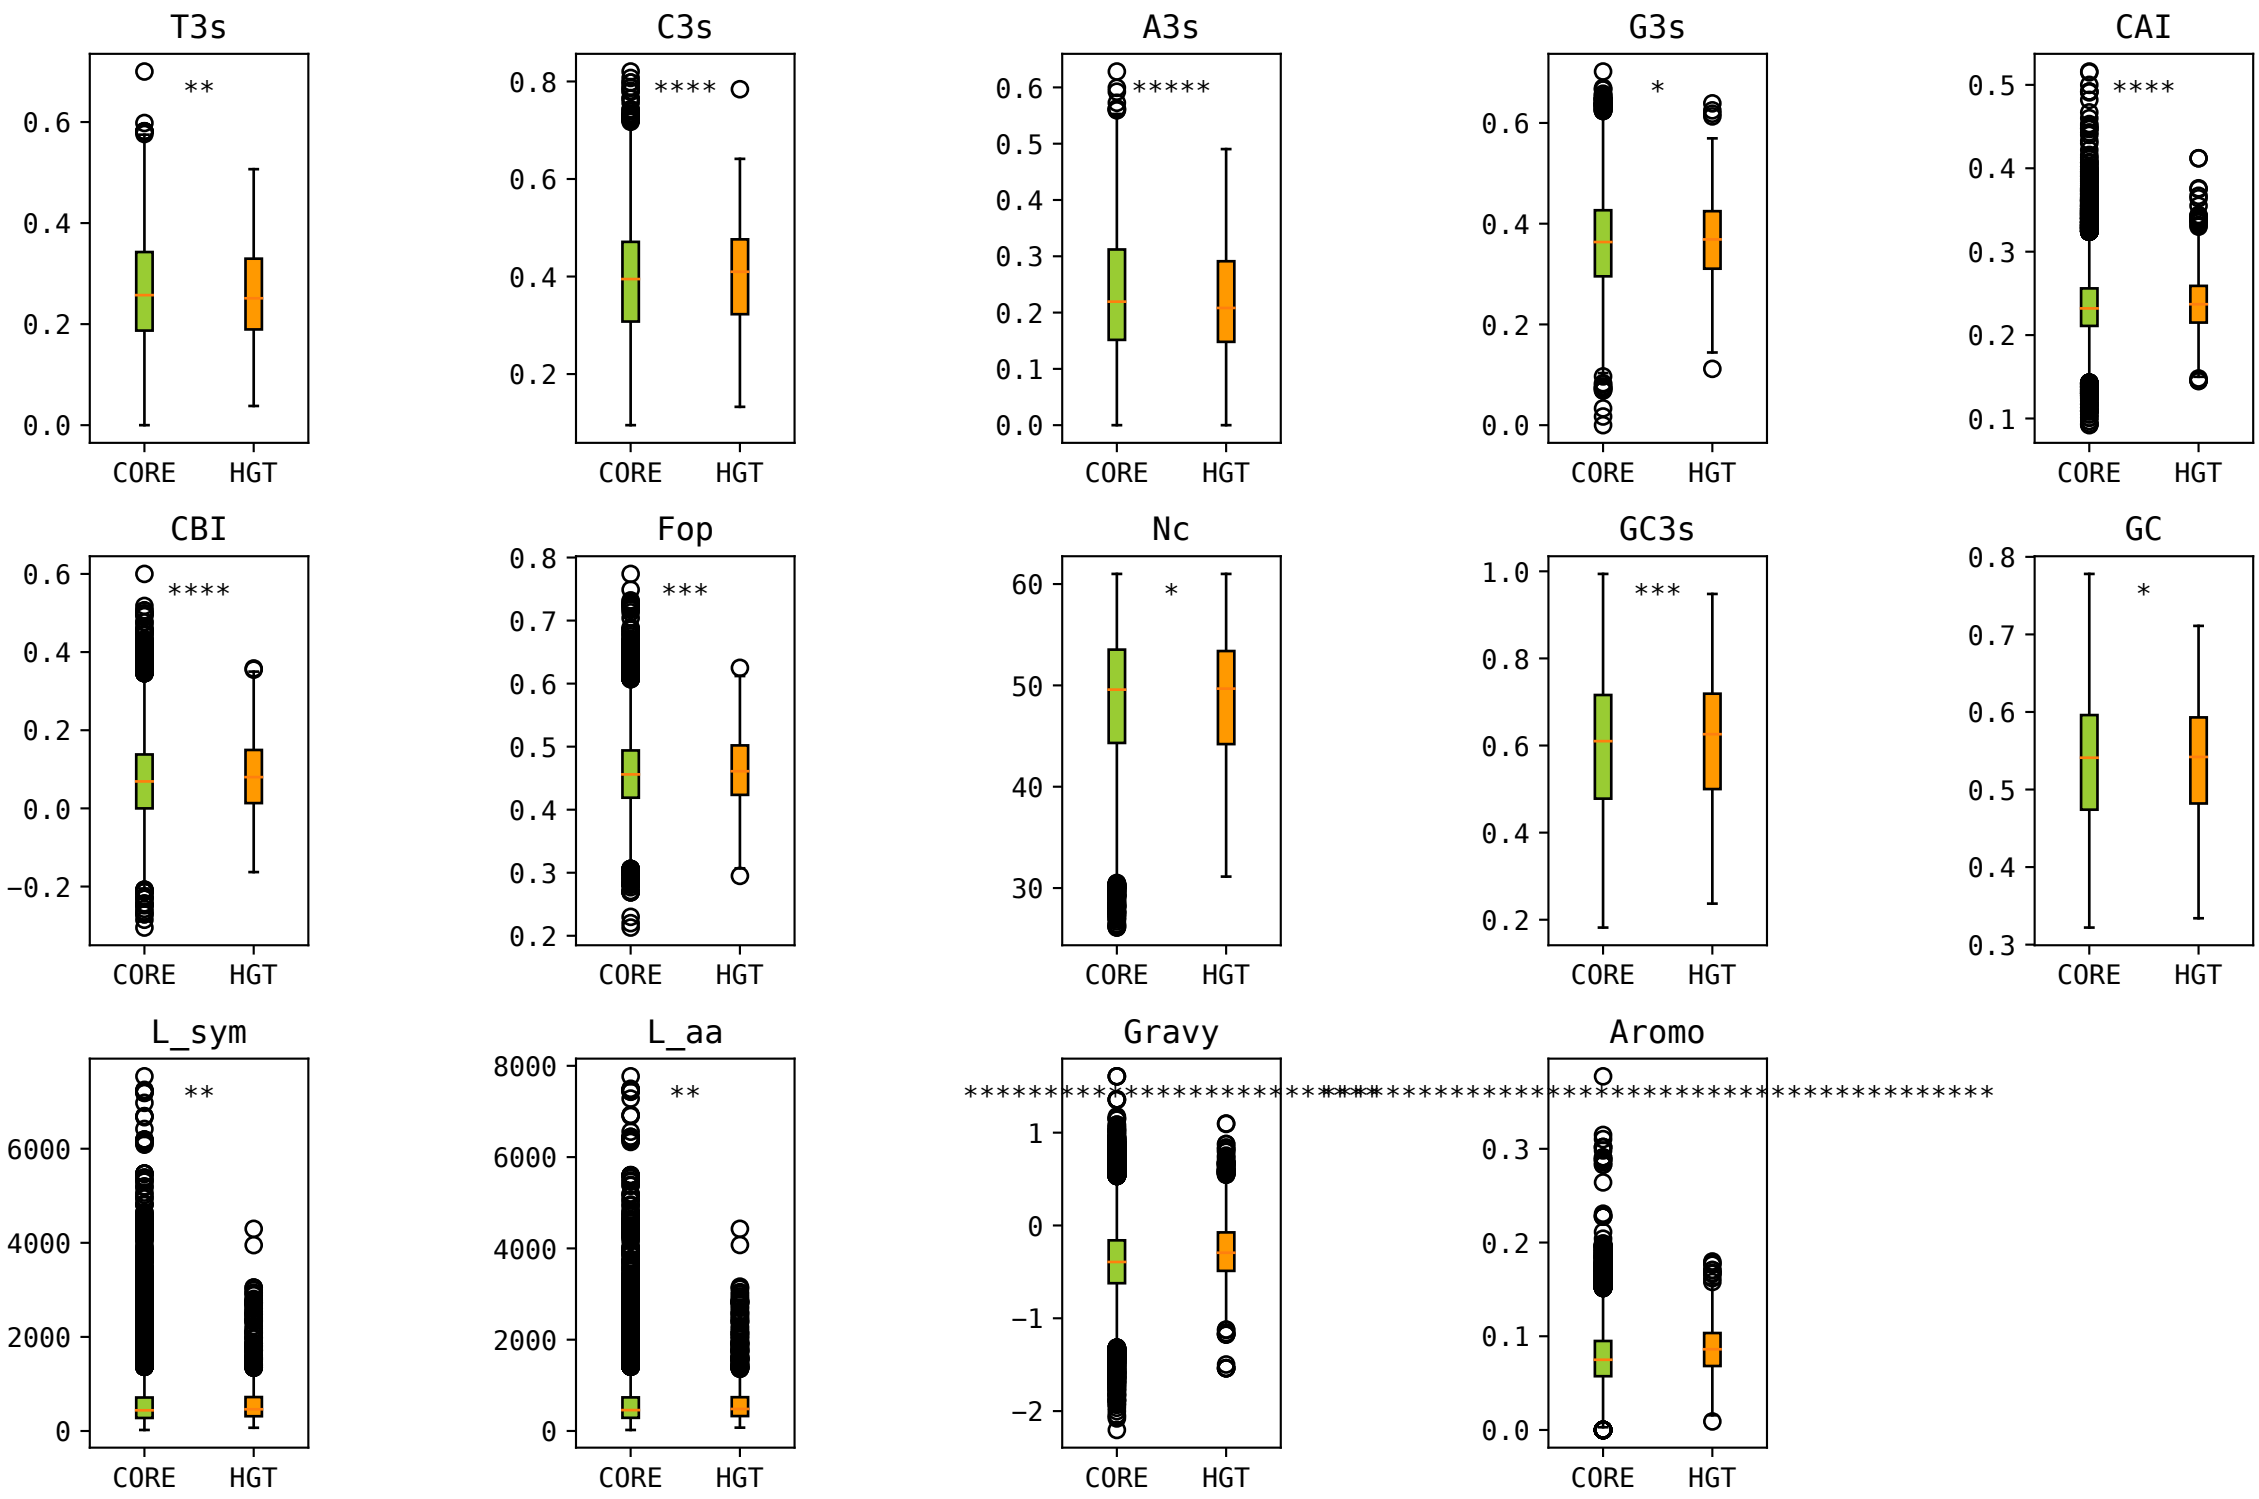 T3s C3s A3s G3s CAI
** **** ***** * ****
0.6 0.4 0.2 0.0
0.8 0.6 0.4 0.2
0.6 0.5 0.4 0.3 0.2 0.1 0.0
0.6 0.4 0.2 0.0
0.5 0.4 0.3 0.2 0.1
CORE HGT CORE HGT CORE HGT CORE HGT CORE HGT
CBI Fop Nc GC3s GC
**** *** * *** *
0.6 0.4 0.2 0.0 −0.2
0.8 0.7 0.6 0.5 0.4 0.3 0.2
60 50 40 30
1.0 0.8 0.6 0.4 0.2
0.8 0.7 0.6 0.5 0.4 0.3
CORE HGT CORE HGT CORE HGT CORE HGT CORE HGT
L_sym L_aa Gravy Aromo
** **
6000 4000 2000 0
8000 6000 4000 2000 0
1 0 −1 −2
0.3 0.2 0.1 0.0
CORE HGT CORE HGT CORE HGT CORE HGT